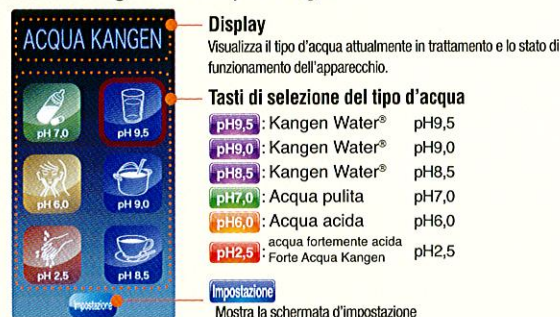 ACQUA KANGEN
pH 7,0
pH 9,5
pH 6,0
pH 9,0
pH 2,5
pH 8,5
Impostazione
Display
Visualizza il tipo d'acqua attualmente in trattamento e lo stato di
funzionamento dell'apparecchio.
Tasti di selezione del tipo d'acqua
pH9,5 : Kangen Water® pH9,5
pH9,0 : Kangen Water® pH9,0
pH8,5 : Kangen Water® pH8,5
pH7,0 : Acqua pulita pH7,0
pH6,0 : Acqua acida pH6,0
pH2,5 : acqua fortemente acida
Forte Acqua Kangen pH2,5
Impostazione
Mostra la schermata d'impostazione